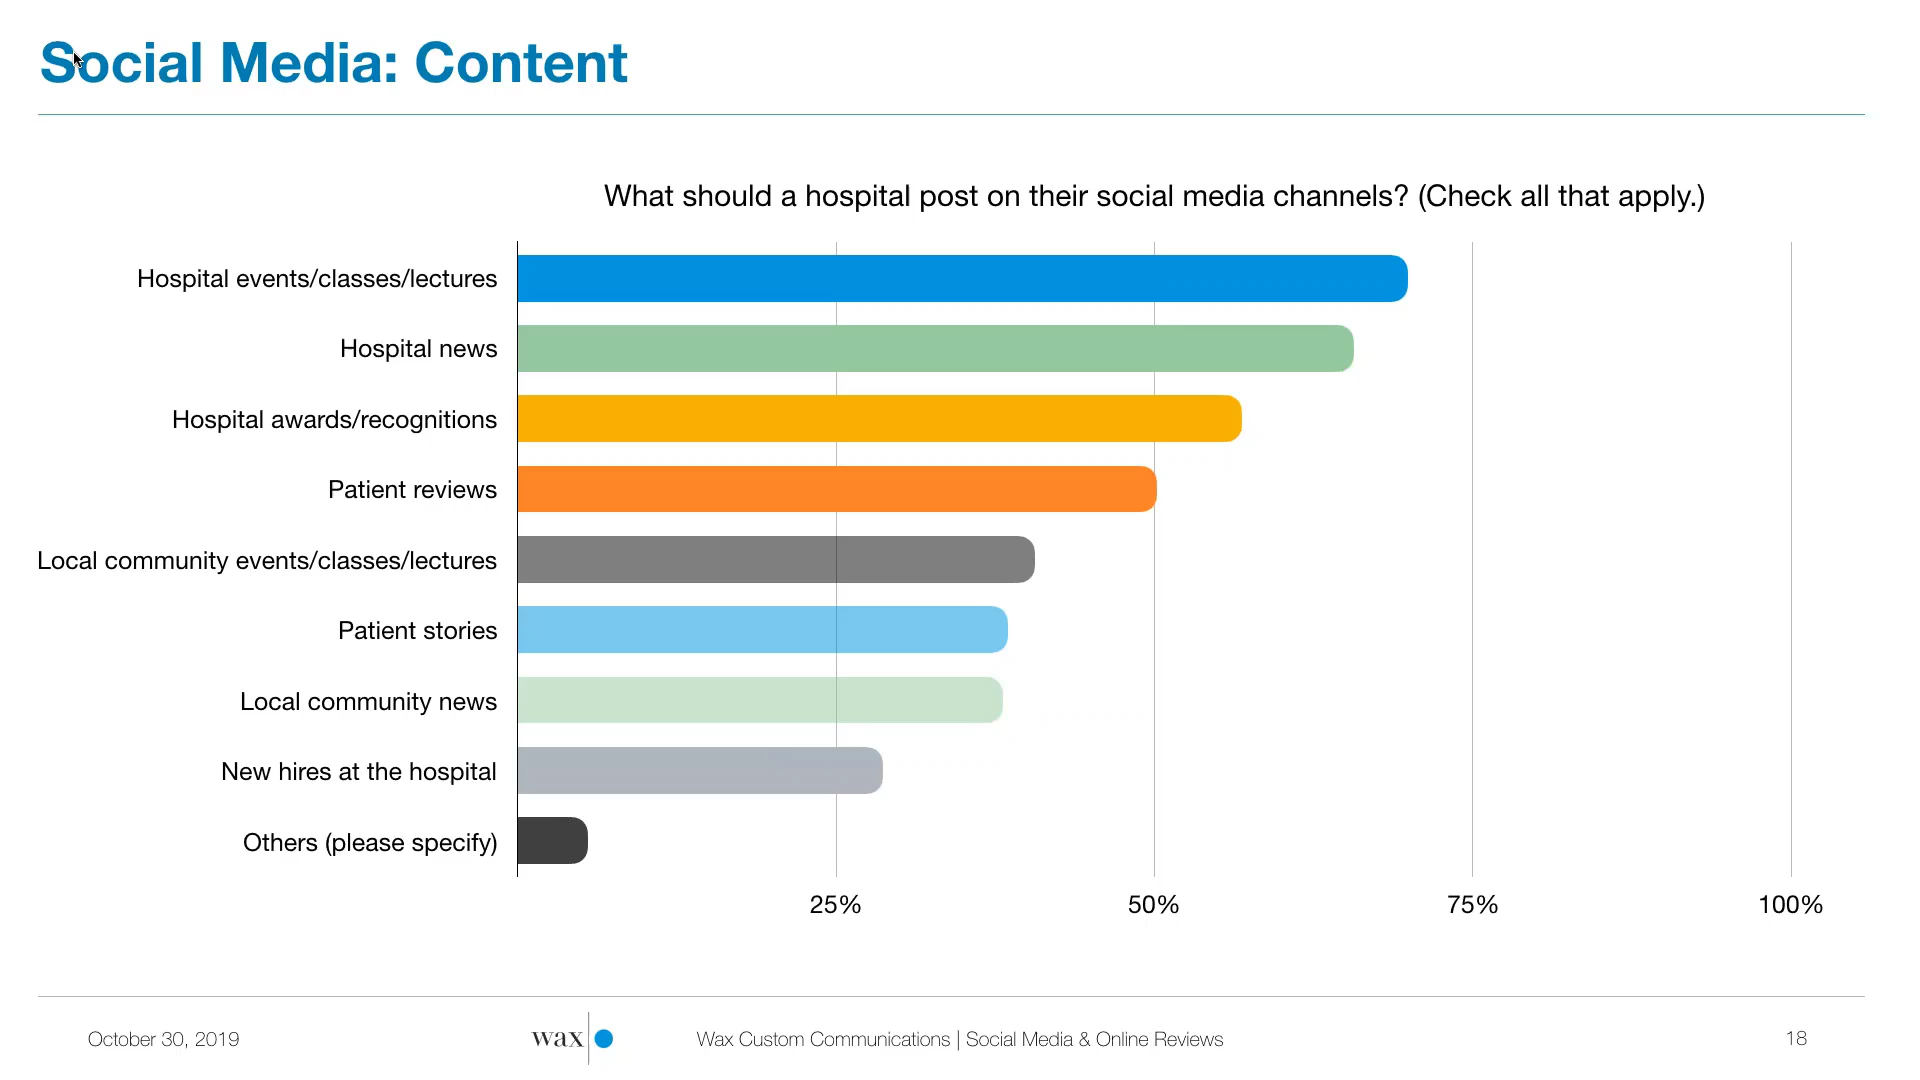 Social Media: Content
What should a hospital post on their social media channels? (Check all that apply.)
Hospital events/classes/lectures
Hospital news
Hospital awards/recognitions
Patient reviews
Local community events/classes/lectures
Patient stories
Local community news
New hires at the hospital
Others (please specify)
25% 50% 75% 100%
October 30, 2019 wax Wax Custom Communications | Social Media & Online Reviews 18